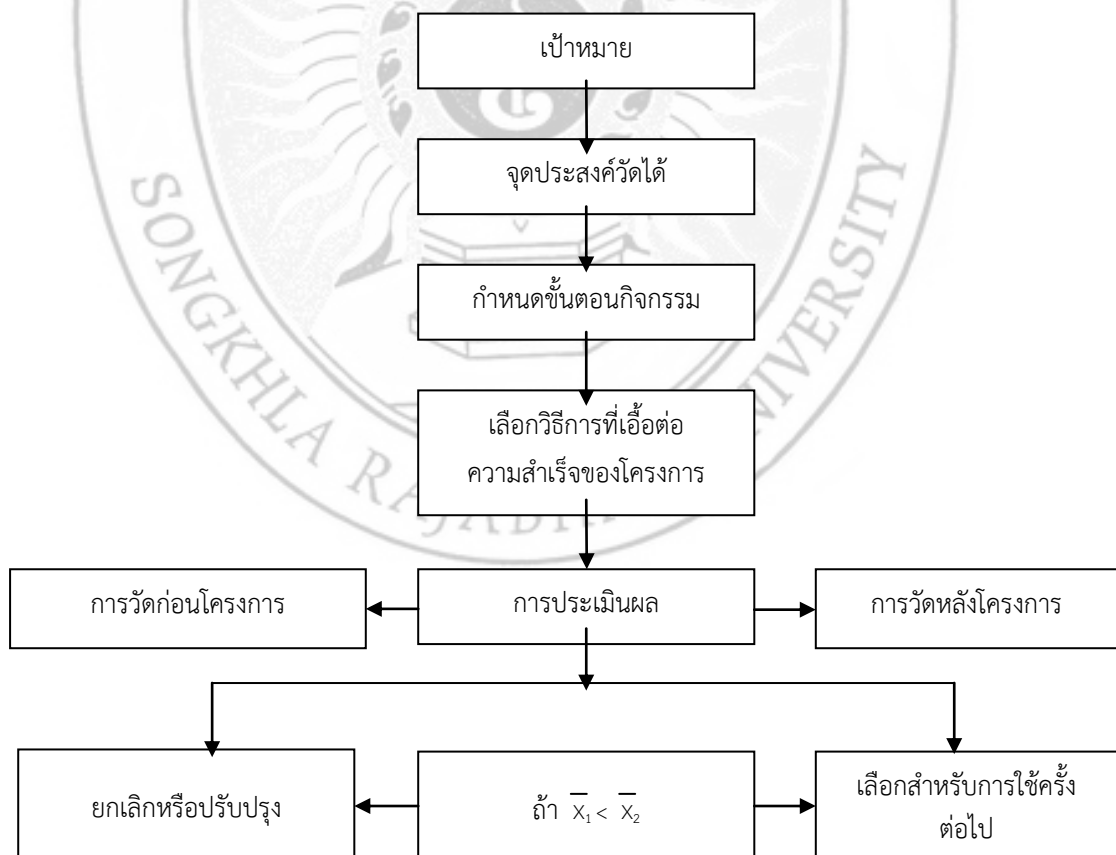 เป้าหมาย
จุดประสงค์วัดได้
กำหนดขั้นตอนกิจกรรม
เลือกวิธีการที่เอื้อต่อ
ความสำเร็จของโครงการ
การวัดก่อนโครงการ
การประเมินผล
การวัดหลังโครงการ
ยกเลิกหรือปรับปรุง
ถ้า X̄₁ < X̄₂
เลือกสำหรับการใช้ครั้ง
ต่อไป
SONGKHLA RAJABHAT UNIVERSITY